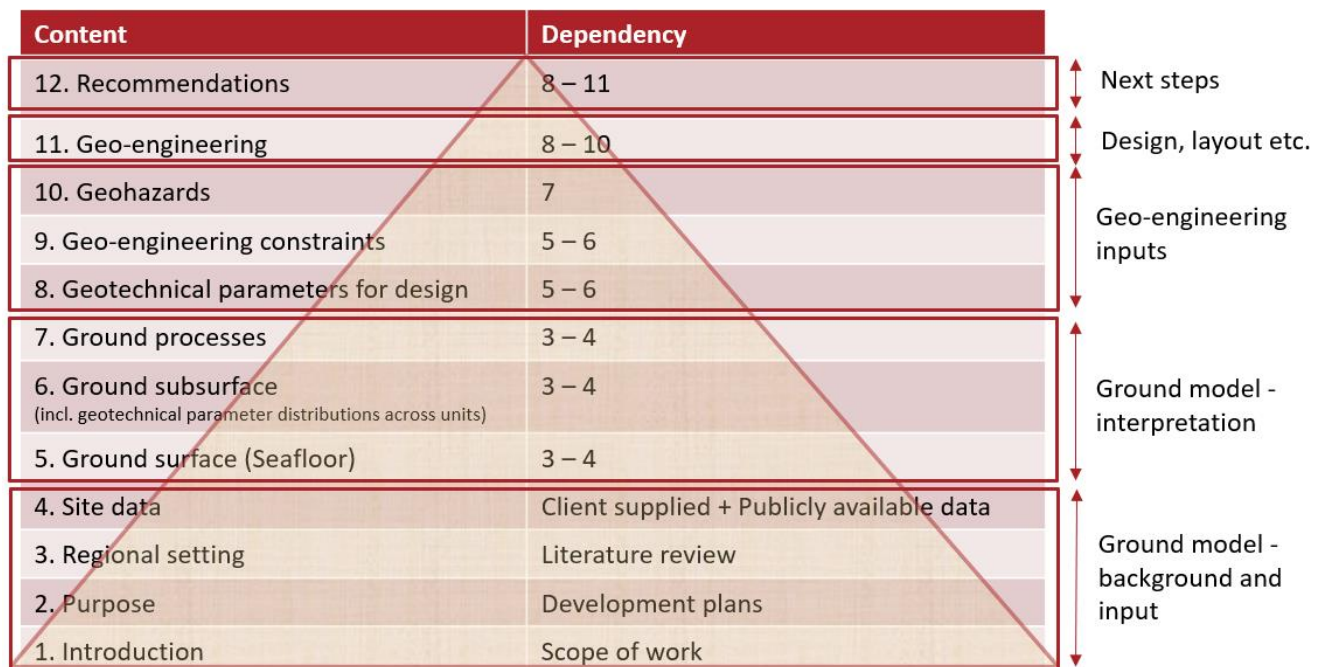 Content Dependency
12. Recommendations 8 – 11
Next steps
11. Geo-engineering 8 – 10
Design, layout etc.
10. Geohazards 7
9. Geo-engineering constraints 5 – 6
8. Geotechnical parameters for design 5 – 6
Geo-engineering
inputs
7. Ground processes 3 – 4
6. Ground subsurface 3 – 4
(incl. geotechnical parameter distributions across units)
5. Ground surface (Seafloor) 3 – 4
Ground model -
interpretation
4. Site data Client supplied + Publicly available data
3. Regional setting Literature review
2. Purpose Development plans
1. Introduction Scope of work
Ground model -
background and
input